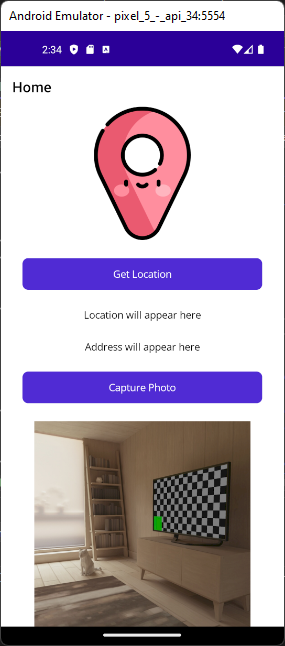 Android Emulator - pixel_5_-_api_34:5554
2:34
A
Home
Get Location
Location will appear here
Address will appear here
Capture Photo